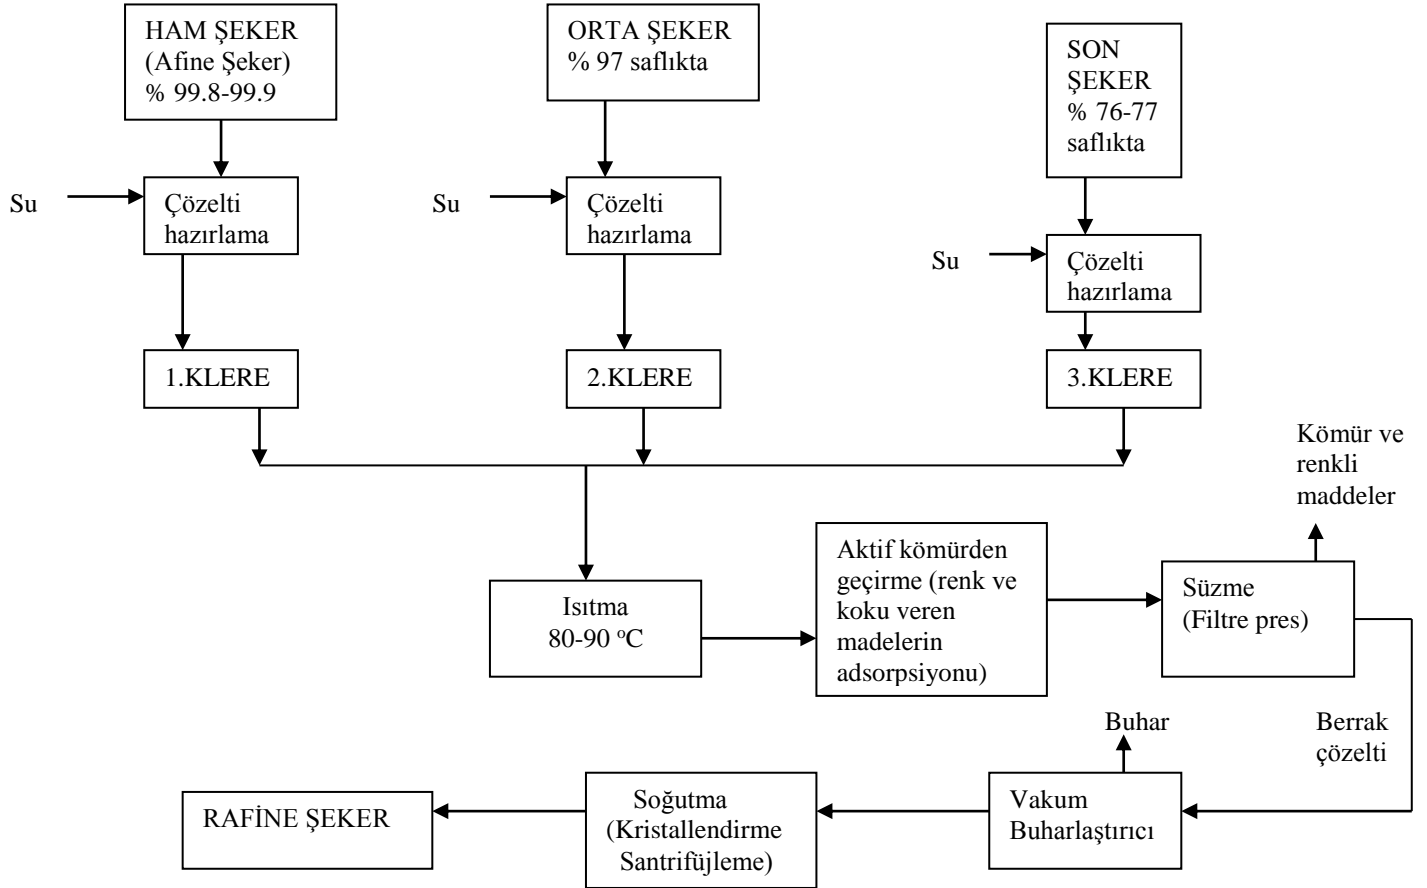 HAM ŞEKER
(Afine Şeker)
% 99.8-99.9
ORTA ŞEKER
% 97 saflıkta
SON
ŞEKER
% 76-77
saflıkta
Su
Çözelti
hazırlama
Su
Çözelti
hazırlama
Su
Çözelti
hazırlama
1.KLERE
2.KLERE
3.KLERE
Kömür ve
renkli
maddeler
Isıtma
80-90 ºC
Aktif kömürden
geçirme (renk ve
koku veren
madelerin
adsorpsiyonu)
Süzme
(Filtre pres)
Buhar
Berrak
çözelti
RAFİNE ŞEKER
Soğutma
(Kristallendirme
Santrifüjleme)
Vakum
Buharlaştırıcı